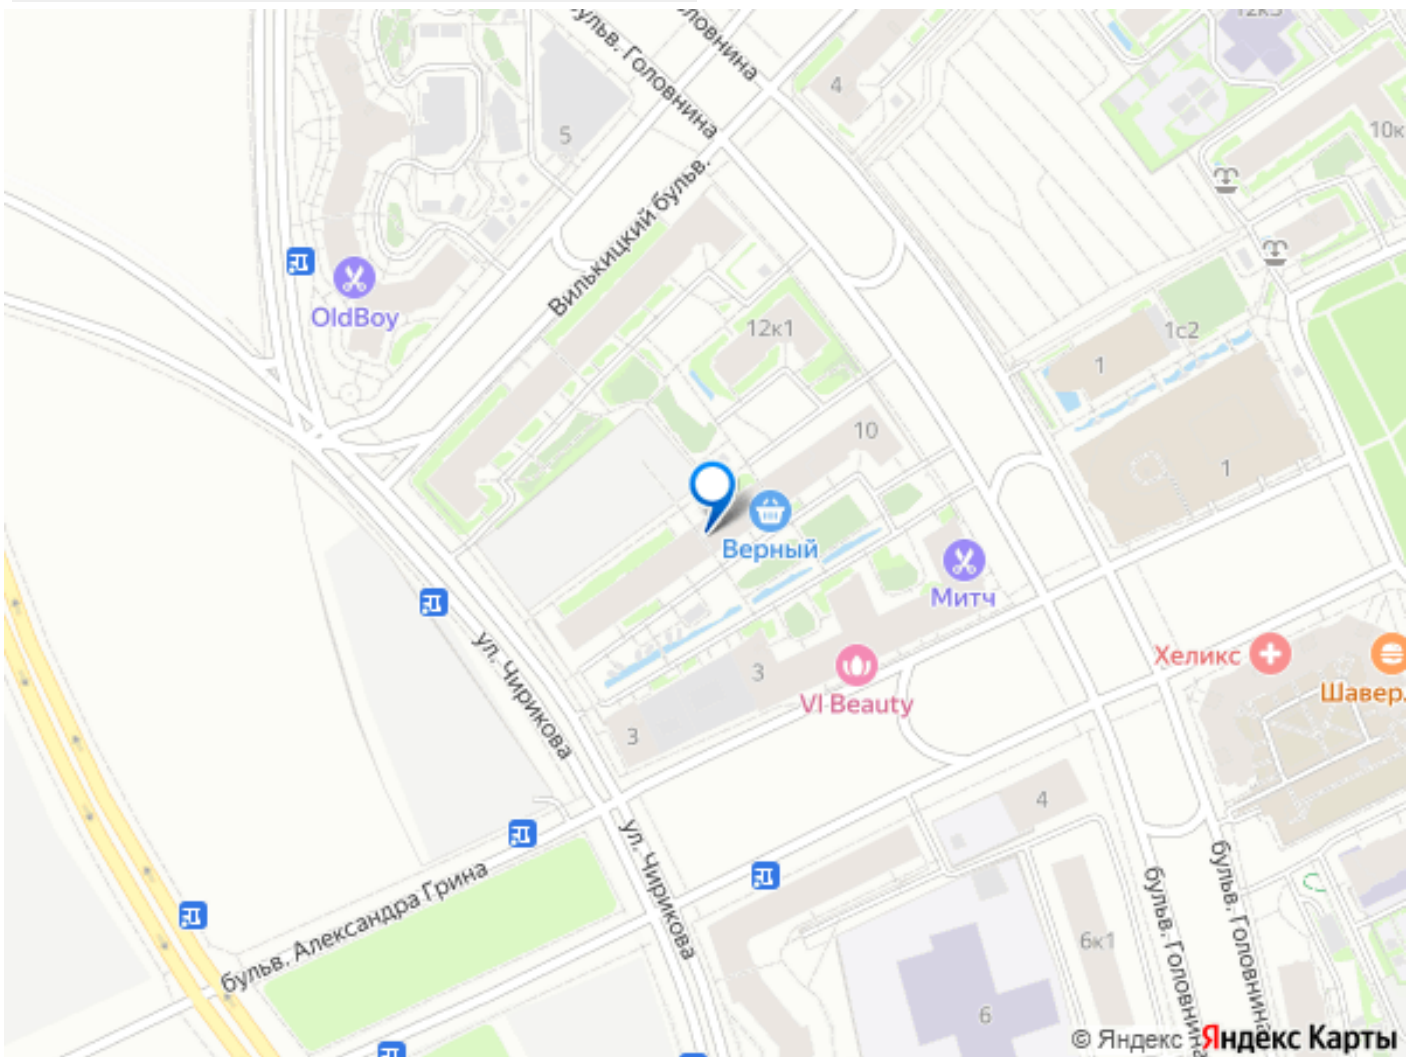 бульв. Головнина
12к3
4
5
10к
Вилькицкий бульв.
OldBoy
12к1
1с2
1
10
1
Верный
Митч
ул. Чирикова
3
VI Beauty
Хеликс
Шавер.
3
4
ул. Чирикова
бульв. Александра Грина
бульв. Головнина
бульв. Головнина
6к1
6
© Яндекс
Яндекс Карты